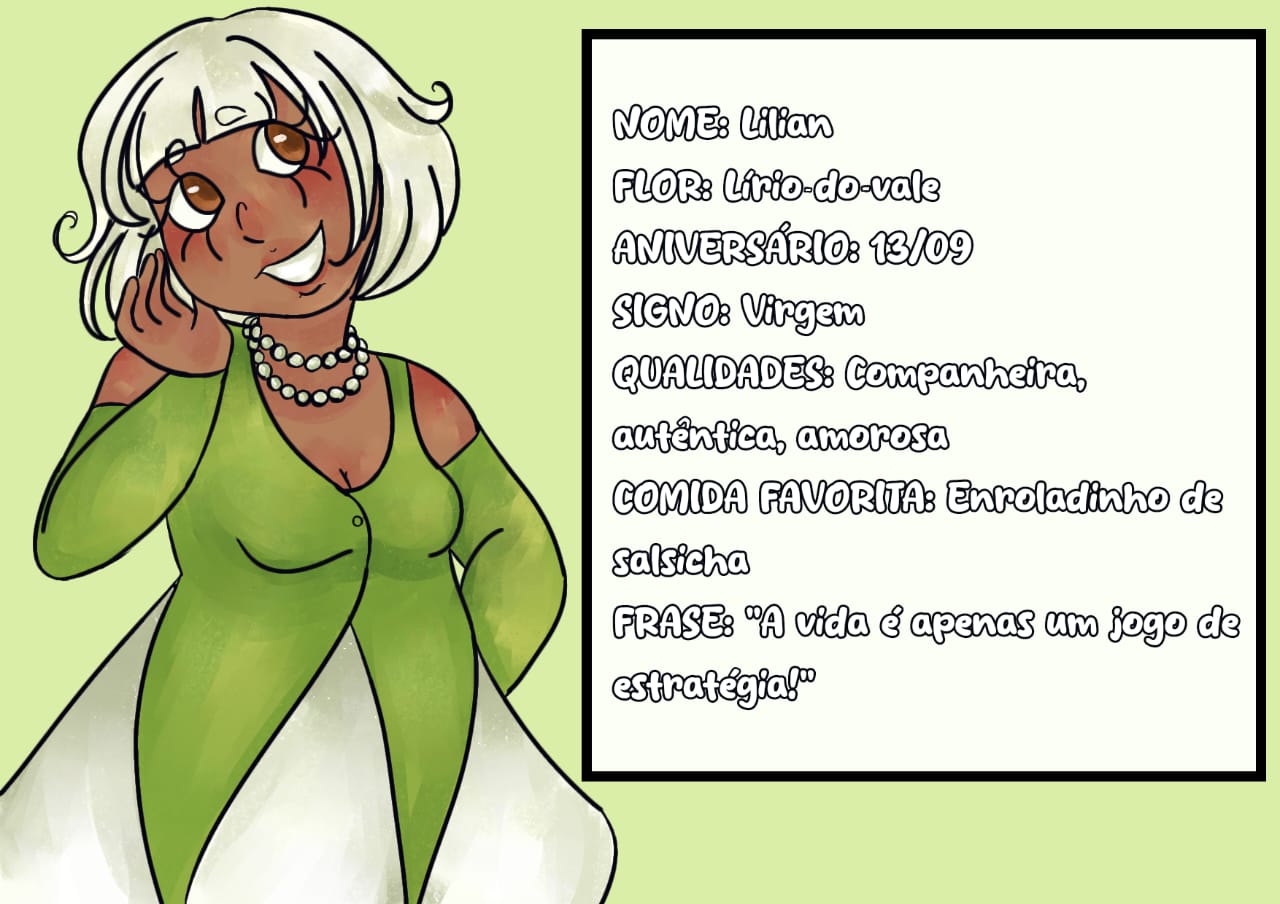 NOME: Lilian
FLOR: Lírio-do-vale
ANIVERSÁRIO: 13/09
SIGNO: Virgem
QUALIDADES: Companheira,
autêntica, amorosa
COMIDA FAVORITA: Enroladinho de
salsicha
FRASE: "A vida é apenas um jogo de
estratégia!"